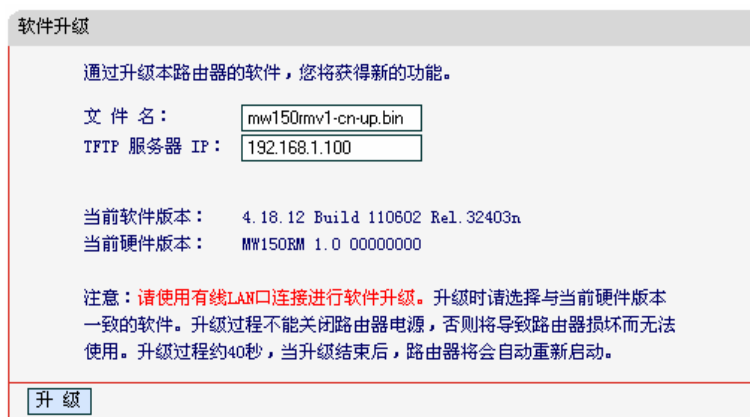 软件升级
通过升级本路由器的软件，您将获得新的功能。
文 件 名： mw150rmv1-cn-up.bin
TFTP 服务器 IP： 192.168.1.100
当前软件版本： 4.18.12 Build 110602 Rel.32403n
当前硬件版本： MW150RM 1.0 00000000
注意：请使用有线LAN口连接进行软件升级。升级时请选择与当前硬件版本
一致的软件。升级过程不能关闭路由器电源，否则将导致路由器损坏而无法
使用。升级过程约40秒，当升级结束后，路由器将会自动重新启动。
升 级